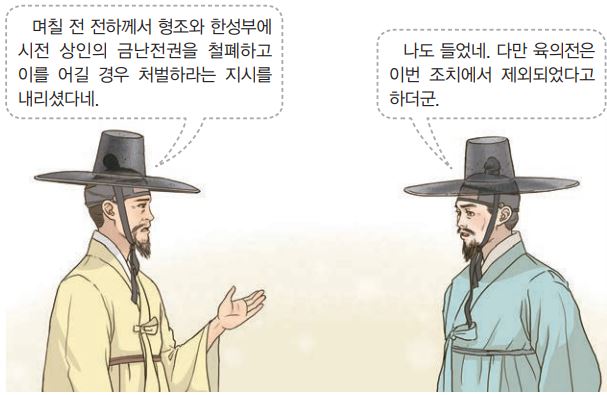 며칠 전 전하께서 형조와 한성부에
시전 상인의 금난전권을 철폐하고
이를 어길 경우 처벌하라는 지시를
내리셨다네.
나도 들었네. 다만 육의전은
이번 조치에서 제외되었다고
하더군.